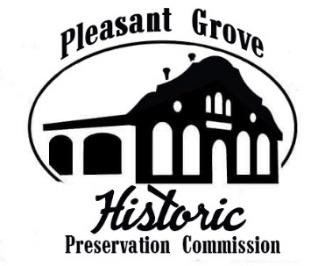 Pleasant Grove
Historic
Preservation Commission